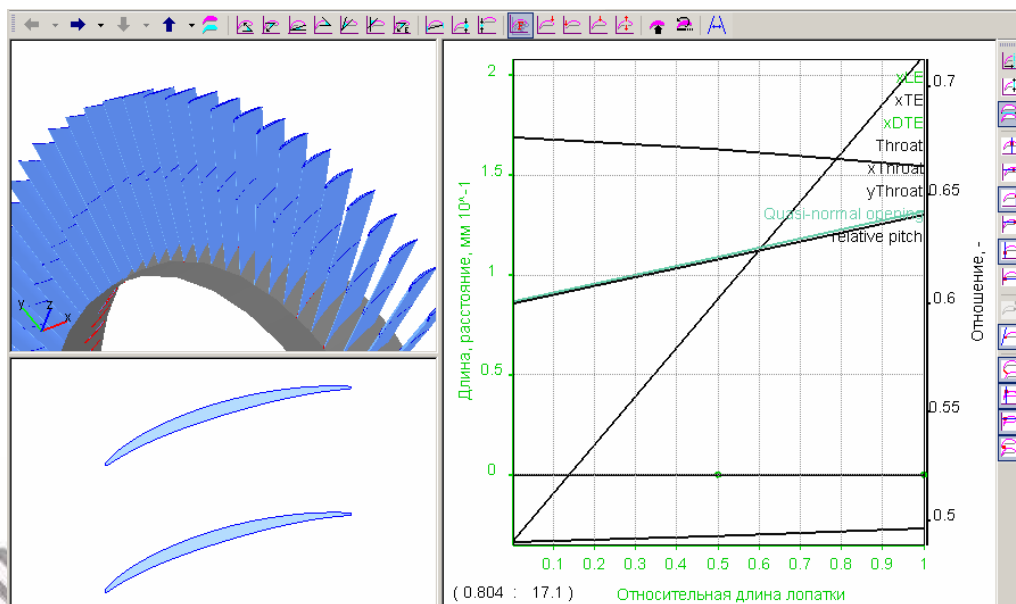 y
z
x
2
1.5
1
0.5
0
Длина, расстояние, мм 10^-1
xLE
xTE
xDTE
Throat
xThroat
yThroat
Quasi-normal opening
relative pitch
0.7
0.65
0.6
0.55
0.5
Отношение, -
0.1 0.2 0.3 0.4 0.5 0.6 0.7 0.8 0.9 1
( 0.804 : 17.1 )
Относительная длина лопатки